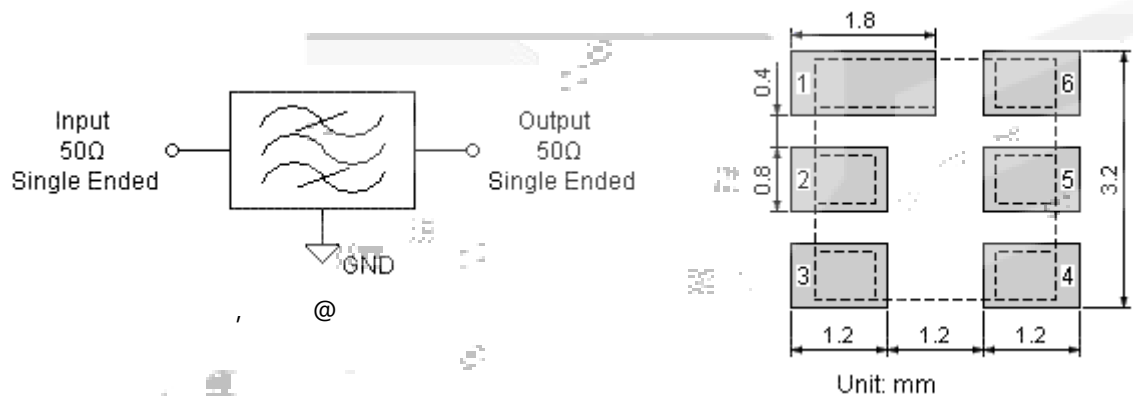 Input
50Ω
Single Ended
Output
50Ω
Single Ended
GND
, @
1.8
0.4
0.8
3.2
1
2
3
6
5
4
1.2 1.2 1.2
Unit: mm